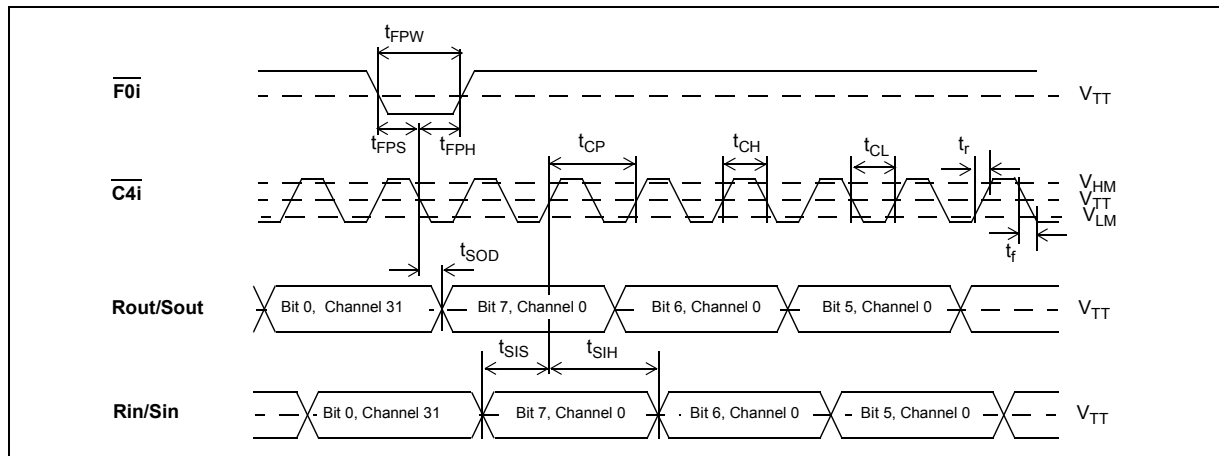 tFPW
F0i
VTT
tFPS tFPH tCP tCH tCL tr
C4i
VHM
VTT
VLM
tf
tSOD
Rout/Sout Bit 0, Channel 31 Bit 7, Channel 0 Bit 6, Channel 0 Bit 5, Channel 0 VTT
tSIS tSIH
Rin/Sin Bit 0, Channel 31 Bit 7, Channel 0 Bit 6, Channel 0 Bit 5, Channel 0 VTT